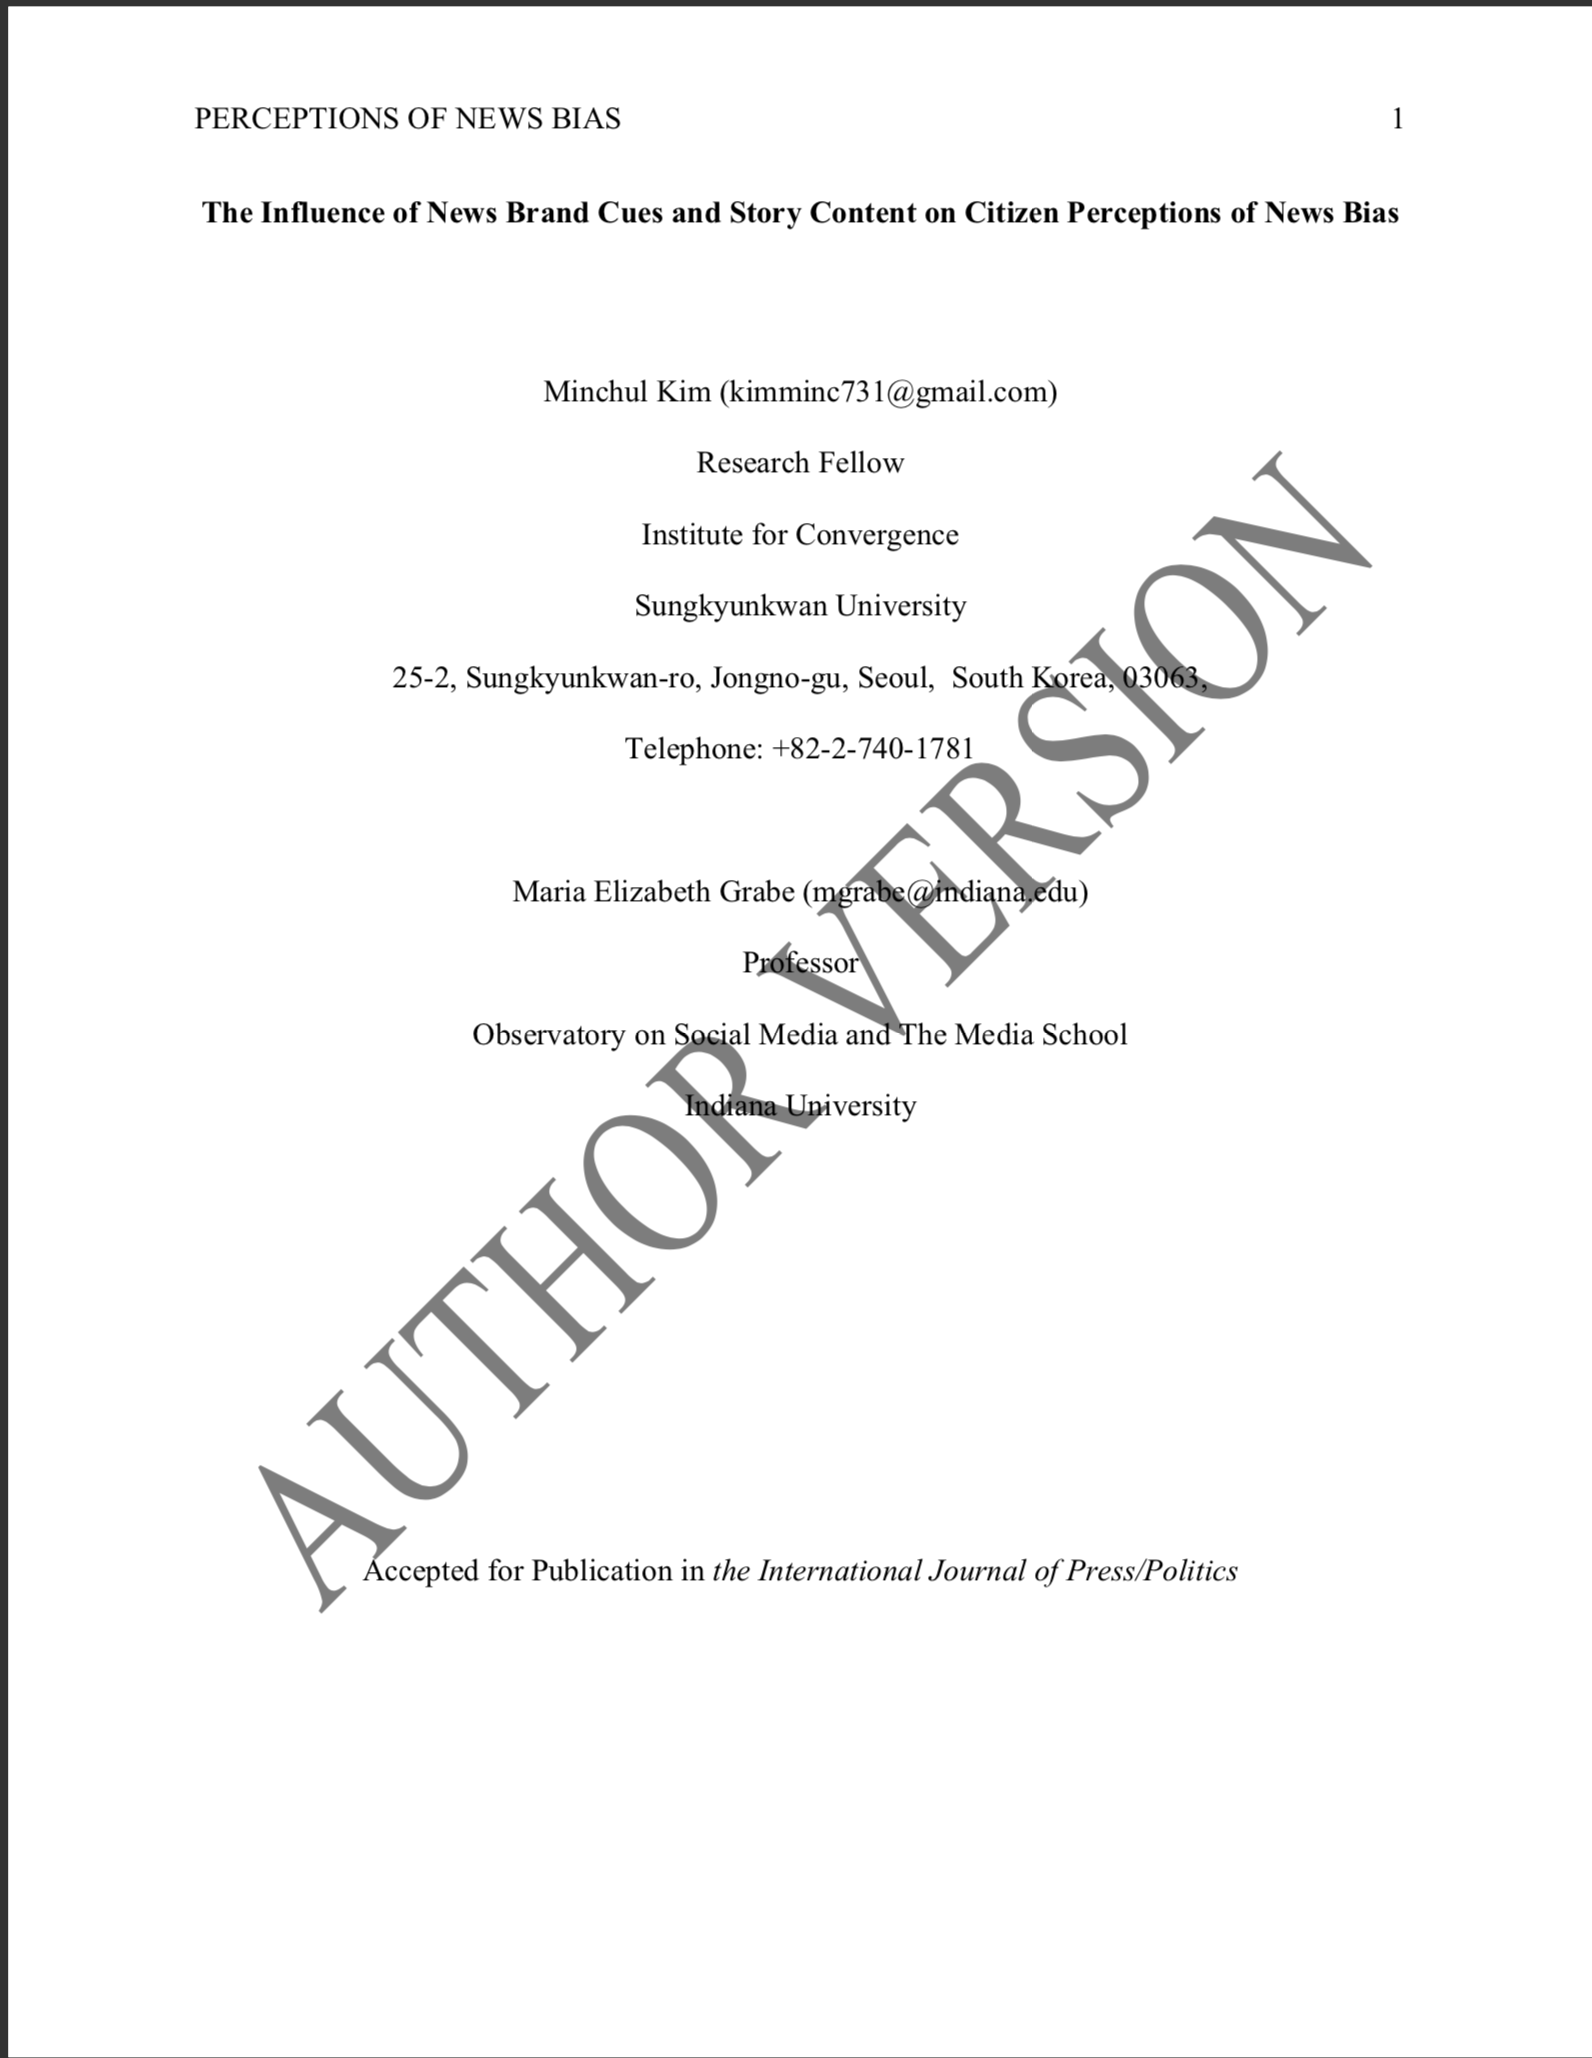 PERCEPTIONS OF NEWS BIAS 1
The Influence of News Brand Cues and Story Content on Citizen Perceptions of News Bias
Minchul Kim (kimminc731@gmail.com)
Research Fellow
Institute for Convergence
Sungkyunkwan University
25-2, Sungkyunkwan-ro, Jongno-gu, Seoul,  South Korea, 03063,
Telephone: +82-2-740-1781
Maria Elizabeth Grabe (mgrabe@indiana.edu)
Professor
Observatory on Social Media and The Media School
Indiana University
AUTHOR VERSION
Accepted for Publication in the International Journal of Press/Politics